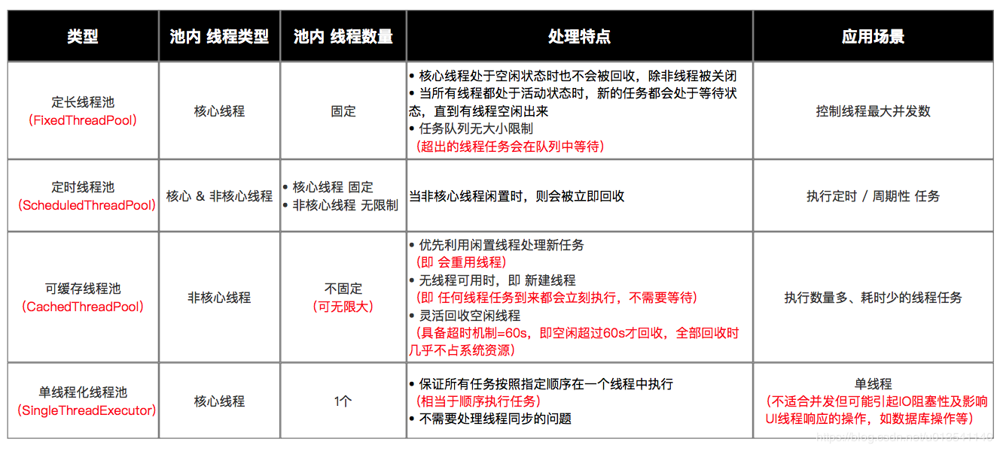 类型
池内 线程类型
池内 线程数量
处理特点
应用场景
定长线程池
（FixedThreadPool）
核心线程
固定
• 核心线程处于空闲状态时也不会被回收，除非线程被关闭
• 当所有线程都处于活动状态时，新的任务都会处于等待状
态，直到有线程空闲出来
• 任务队列无大小限制
（超出的线程任务会在队列中等待）
控制线程最大并发数
定时线程池
（ScheduledThreadPool）
核心 & 非核心线程
• 核心线程 固定
• 非核心线程 无限制
当非核心线程闲置时，则会被立即回收
执行定时 / 周期性 任务
可缓存线程池
（CachedThreadPool）
非核心线程
不固定
（可无限大）
• 优先利用闲置线程处理新任务
（即 会重用线程）
• 无线程可用时，即 新建线程
（即 任何线程任务到来都会立刻执行，不需要等待）
• 灵活回收空闲线程
（具备超时机制=60s，即空闲超过60s才回收，全部回收时
几乎不占系统资源）
执行数量多、耗时少的线程任务
单线程化线程池
（SingleThreadExecutor）
核心线程
1个
• 保证所有任务按照指定顺序在一个线程中执行
（相当于顺序执行任务）
• 不需要处理线程同步的问题
单线程
（不适合并发但可能引起IO阻塞性及影响
UI线程响应的操作，如数据库操作等）
https://blog.csdn.net/u013541140